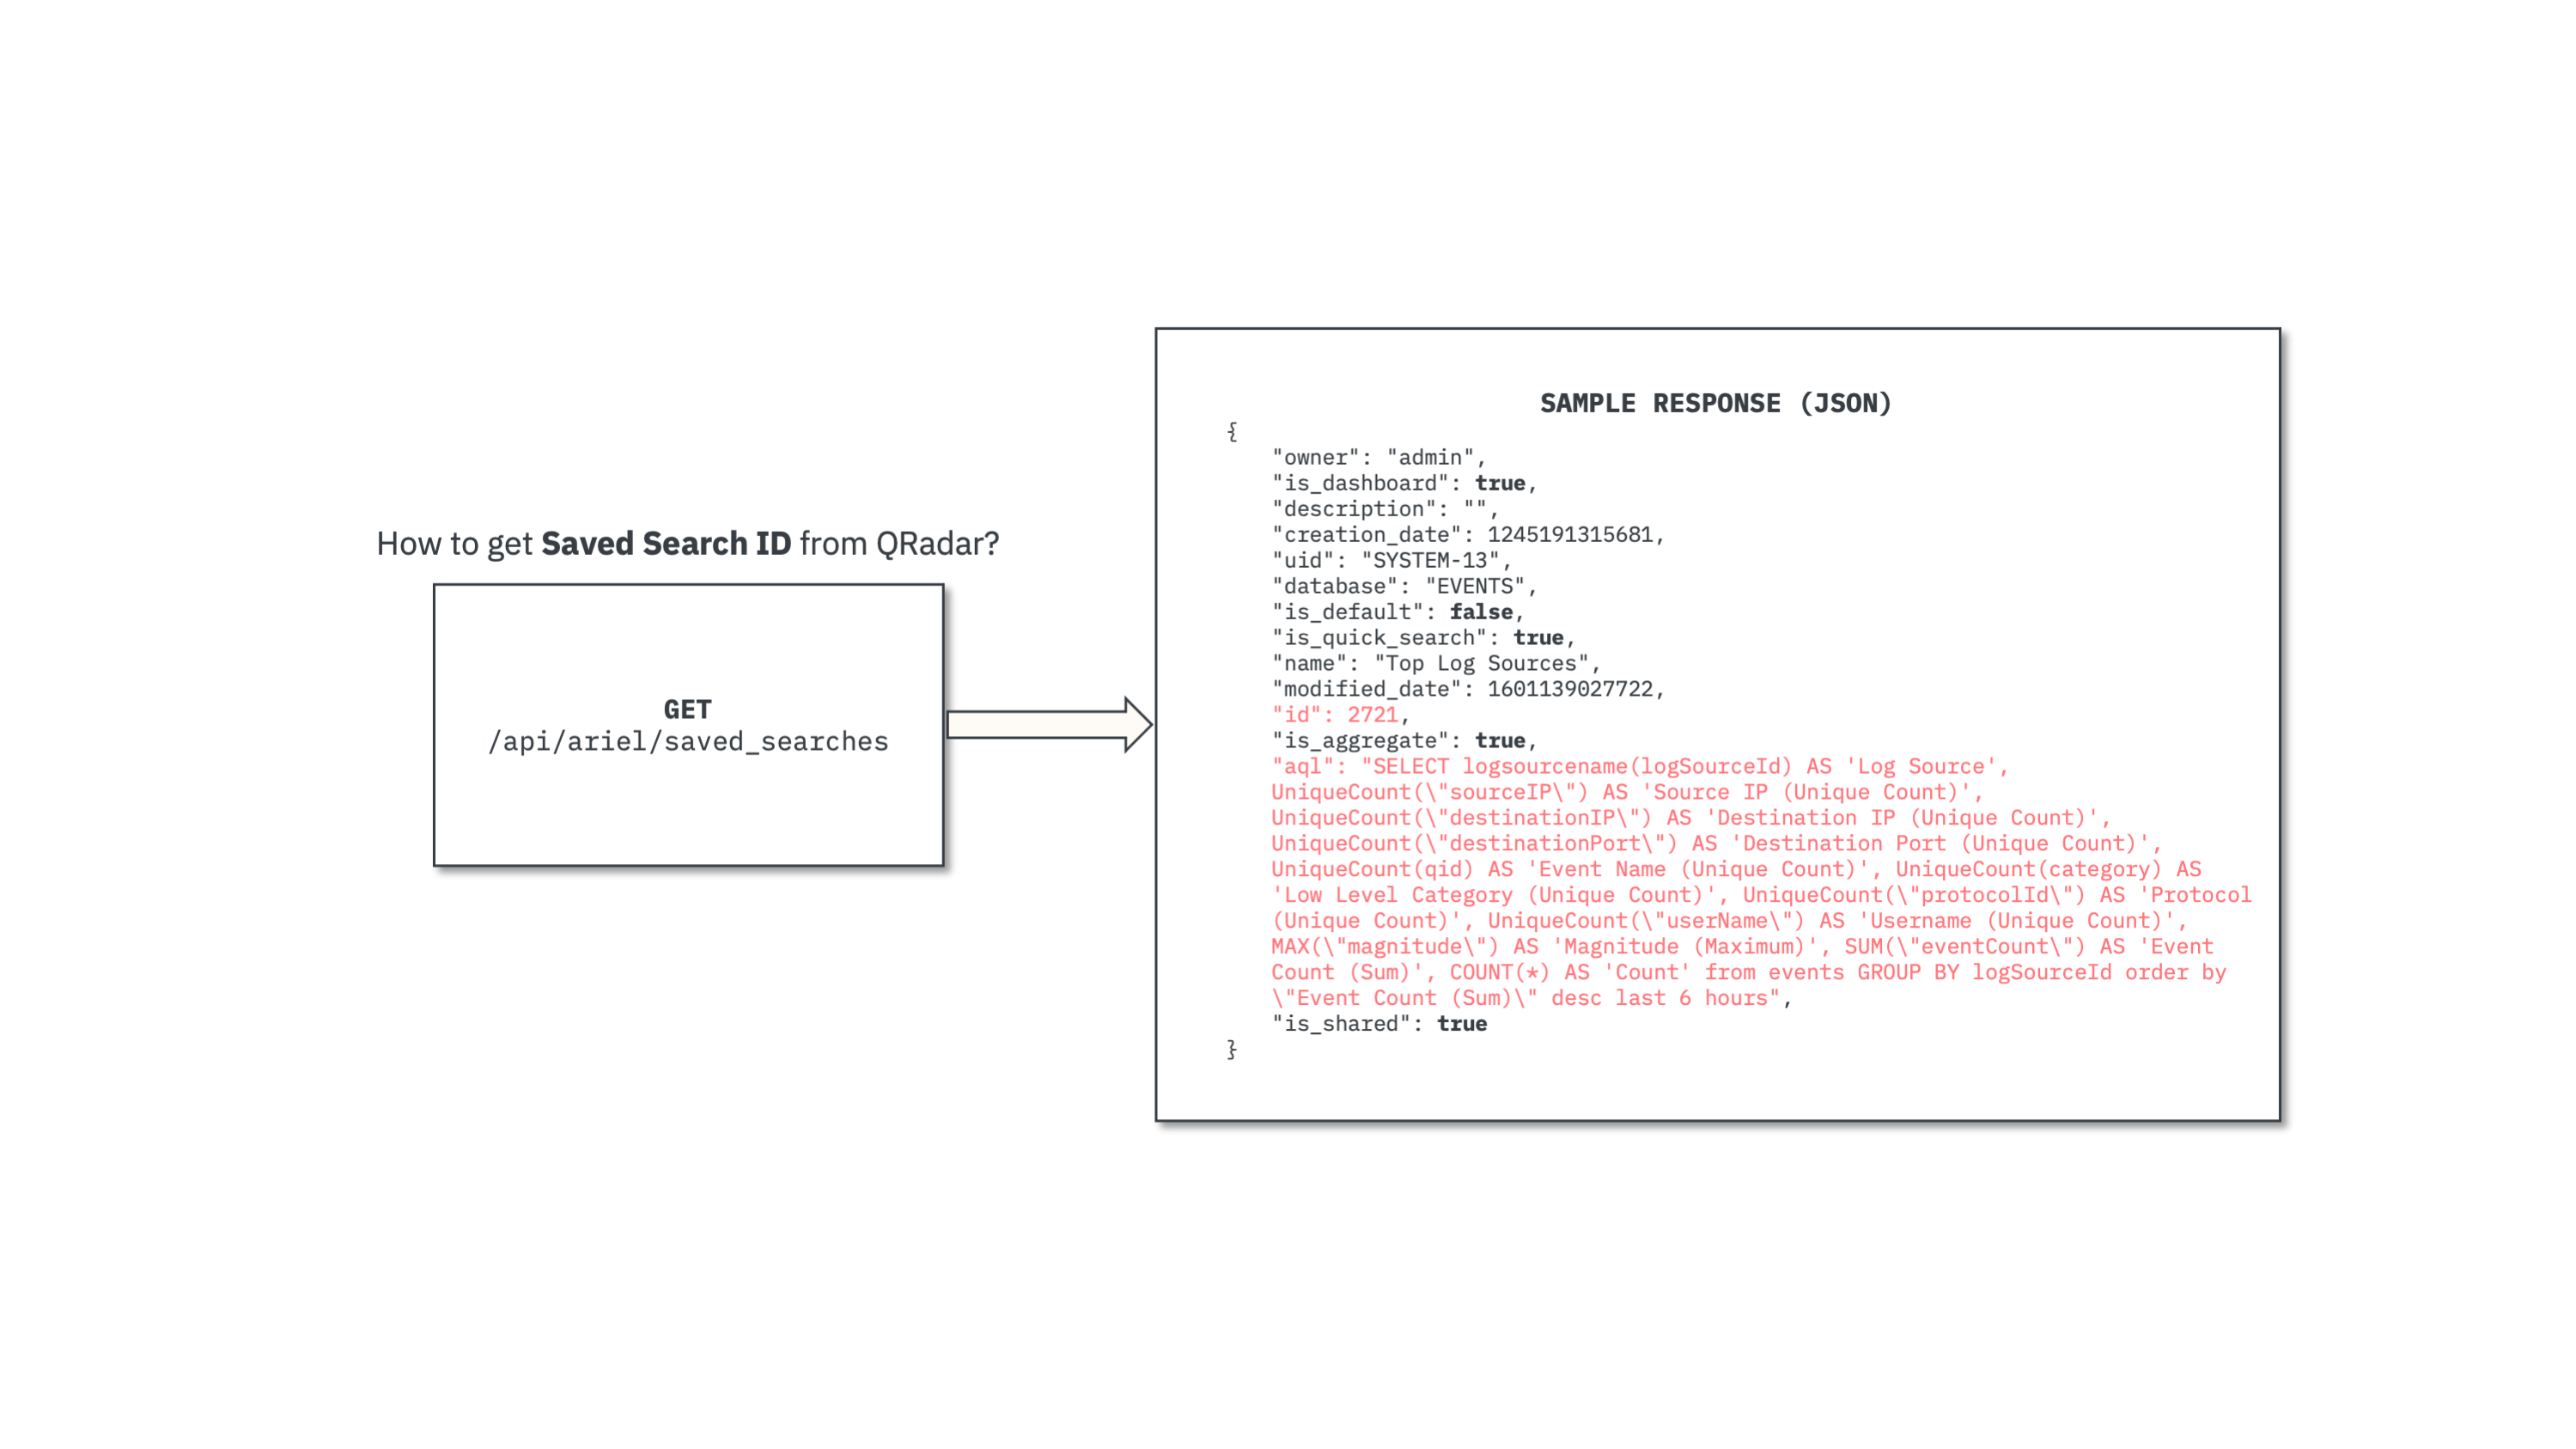 How to get Saved Search ID from QRadar?
GET
/api/ariel/saved_searches
SAMPLE RESPONSE (JSON)
{
"owner": "admin",
"is_dashboard": true,
"description": "",
"creation_date": 1245191315681,
"uid": "SYSTEM-13",
"database": "EVENTS",
"is_default": false,
"is_quick_search": true,
"name": "Top Log Sources",
"modified_date": 1601139027722,
"id": 2721,
"is_aggregate": true,
"aql": "SELECT logsourcename(logSourceId) AS 'Log Source',
UniqueCount(\"sourceIP\") AS 'Source IP (Unique Count)',
UniqueCount(\"destinationIP\") AS 'Destination IP (Unique Count)',
UniqueCount(\"destinationPort\") AS 'Destination Port (Unique Count)',
UniqueCount(qid) AS 'Event Name (Unique Count)', UniqueCount(category) AS
'Low Level Category (Unique Count)', UniqueCount(\"protocolId\") AS 'Protocol
(Unique Count)', UniqueCount(\"userName\") AS 'Username (Unique Count)',
MAX(\"magnitude\") AS 'Magnitude (Maximum)', SUM(\"eventCount\") AS 'Event
Count (Sum)', COUNT(*) AS 'Count' from events GROUP BY logSourceId order by
\"Event Count (Sum)\" desc last 6 hours",
"is_shared": true
}